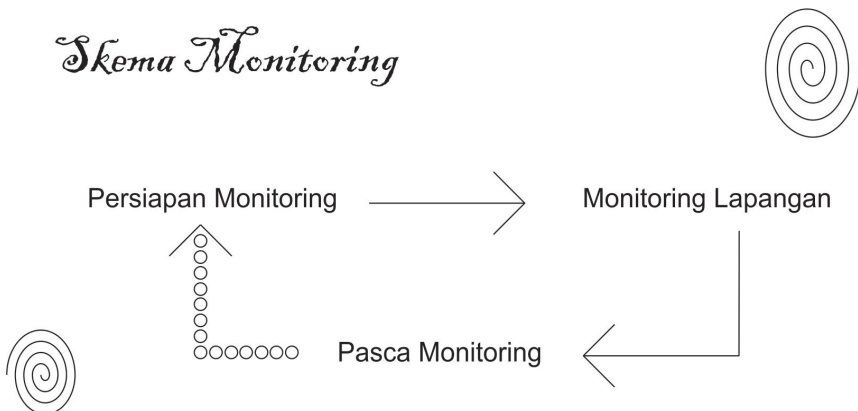 Skema Monitoring
Persiapan Monitoring
Monitoring Lapangan
Pasca Monitoring